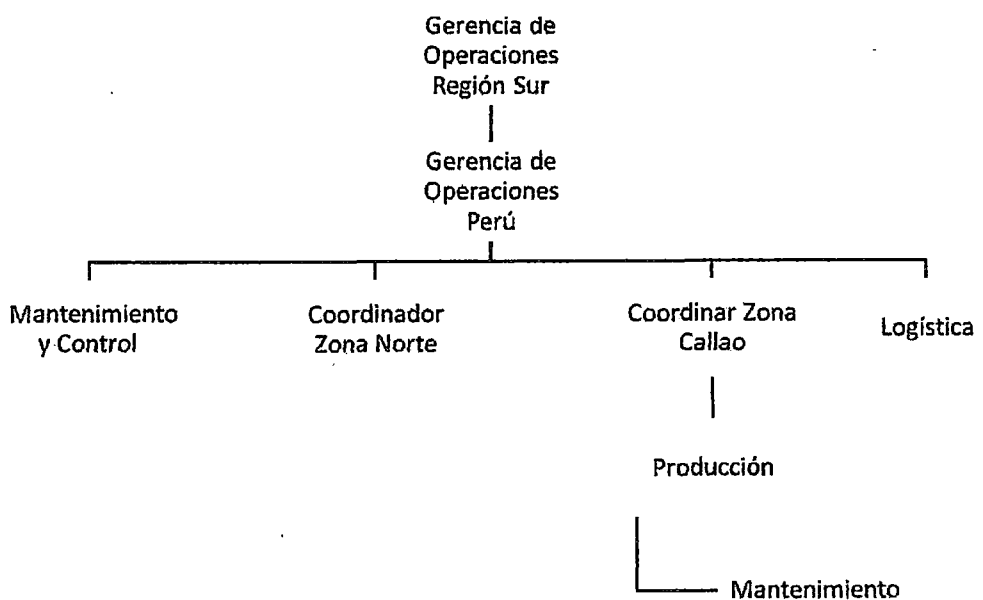 Gerencia de
Operaciones
Región Sur
Gerencia de
Operaciones
Perú
Mantenimiento
y Control
Coordinador
Zona Norte
Coordinar Zona
Callao
Logística
Producción
Mantenimiento